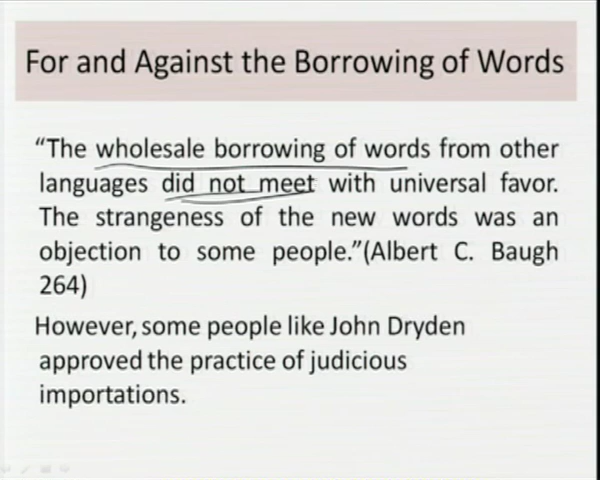 For and Against the Borrowing of Words
“The wholesale borrowing of words from other
languages did not meet with universal favor.
The strangeness of the new words was an
objection to some people.”(Albert C. Baugh
264)
However, some people like John Dryden
approved the practice of judicious
importations.